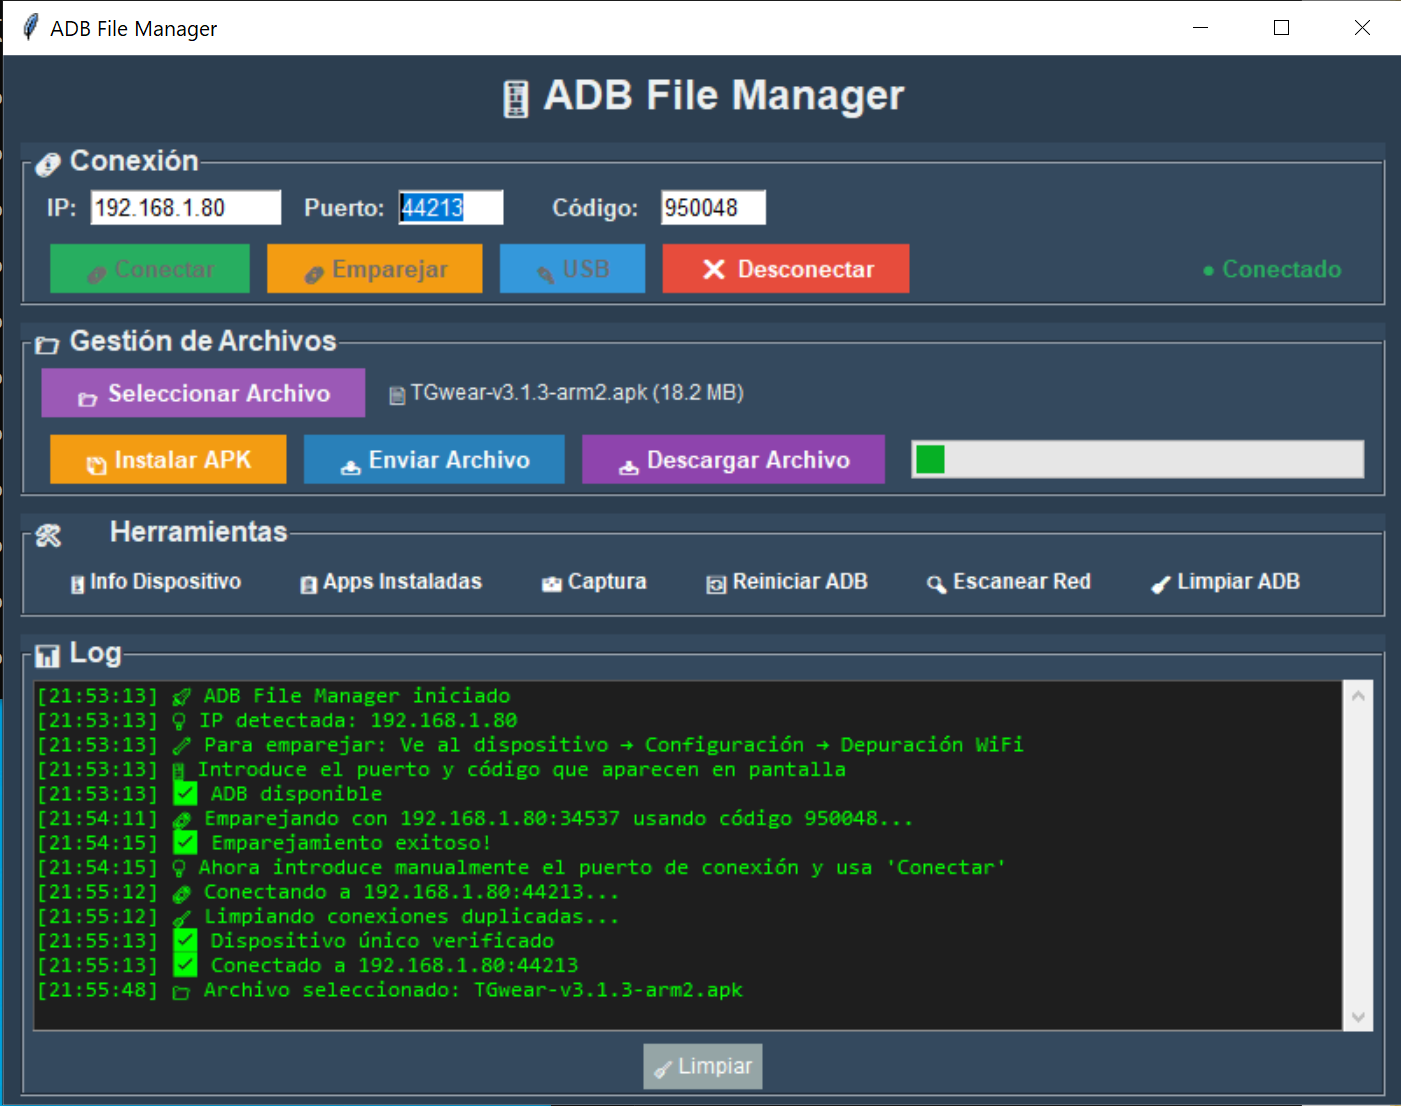 ADB File Manager
ADB File Manager
Conexión
IP: 192.168.1.80 Puerto: 44213 Código: 950048
Conectar Emparejar USB Desconectar ● Conectado
Gestión de Archivos
Seleccionar Archivo TGwear-v3.1.3-arm2.apk (18.2 MB)
Instalar APK Enviar Archivo Descargar Archivo
Herramientas
Info Dispositivo Apps Instaladas Captura Reiniciar ADB Escanear Red Limpiar ADB
Log
[21:53:13] ADB File Manager iniciado
[21:53:13] IP detectada: 192.168.1.80
[21:53:13] Para emparejar: Ve al dispositivo → Configuración → Depuración WiFi
[21:53:13] Introduce el puerto y código que aparecen en pantalla
[21:53:13] ADB disponible
[21:54:11] Emparejando con 192.168.1.80:34537 usando código 950048...
[21:54:15] Emparejamiento exitoso!
[21:54:15] Ahora introduce manualmente el puerto de conexión y usa 'Conectar'
[21:55:12] Conectando a 192.168.1.80:44213...
[21:55:12] Limpiando conexiones duplicadas...
[21:55:13] Dispositivo único verificado
[21:55:13] Conectado a 192.168.1.80:44213
[21:55:48] Archivo seleccionado: TGwear-v3.1.3-arm2.apk
Limpiar